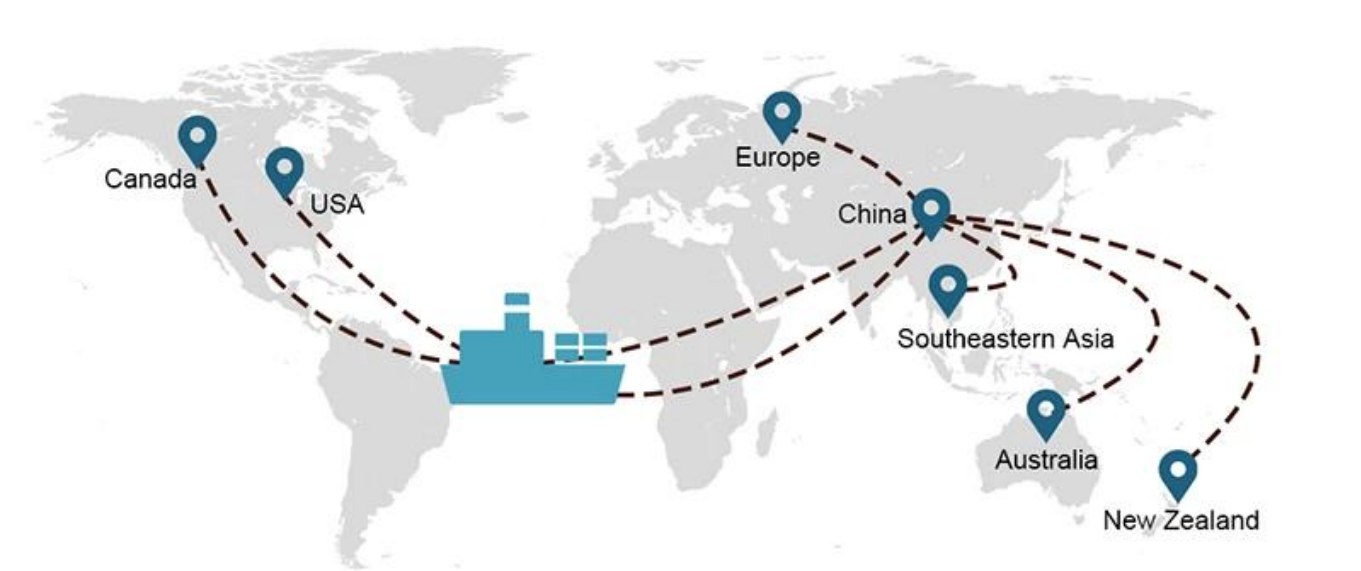 Canada
USA
Europe
China
Southeastern Asia
Australia
New Zealand